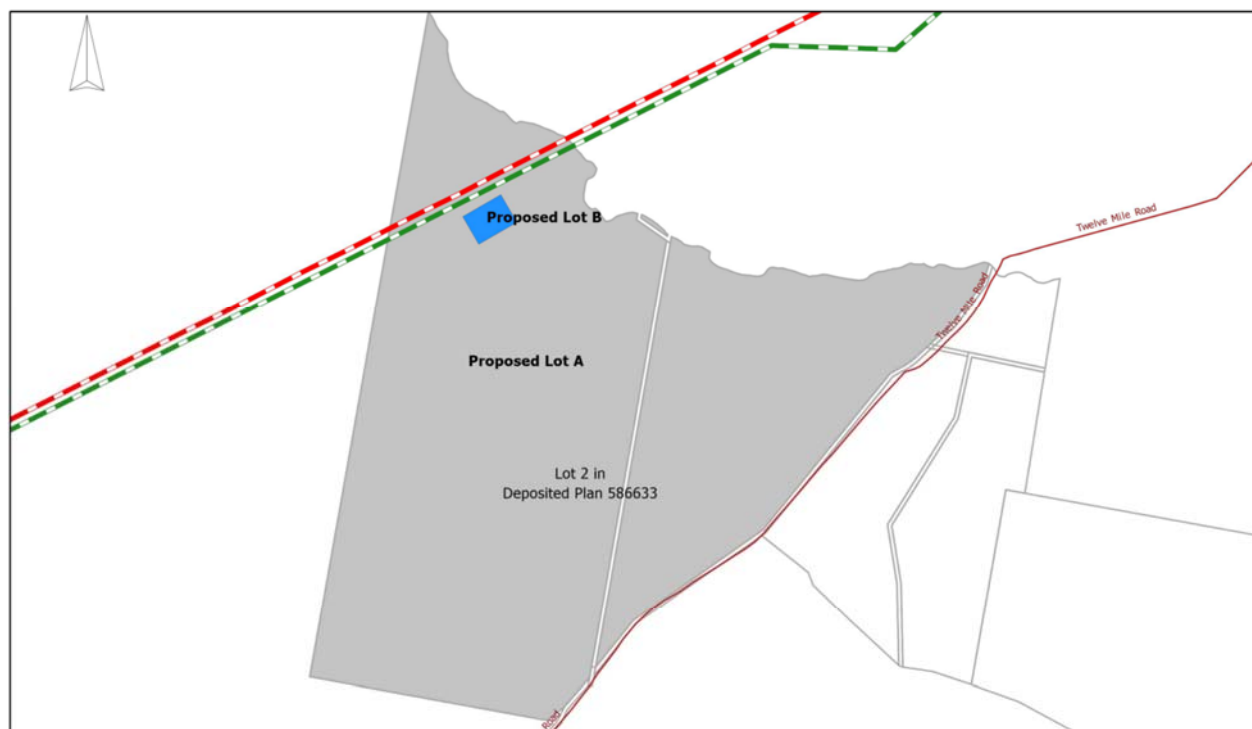 Proposed Lot B
Twelve Mile Road
Twelve Mile Road
Proposed Lot A
Lot 2 in
Deposited Plan 586633
Road